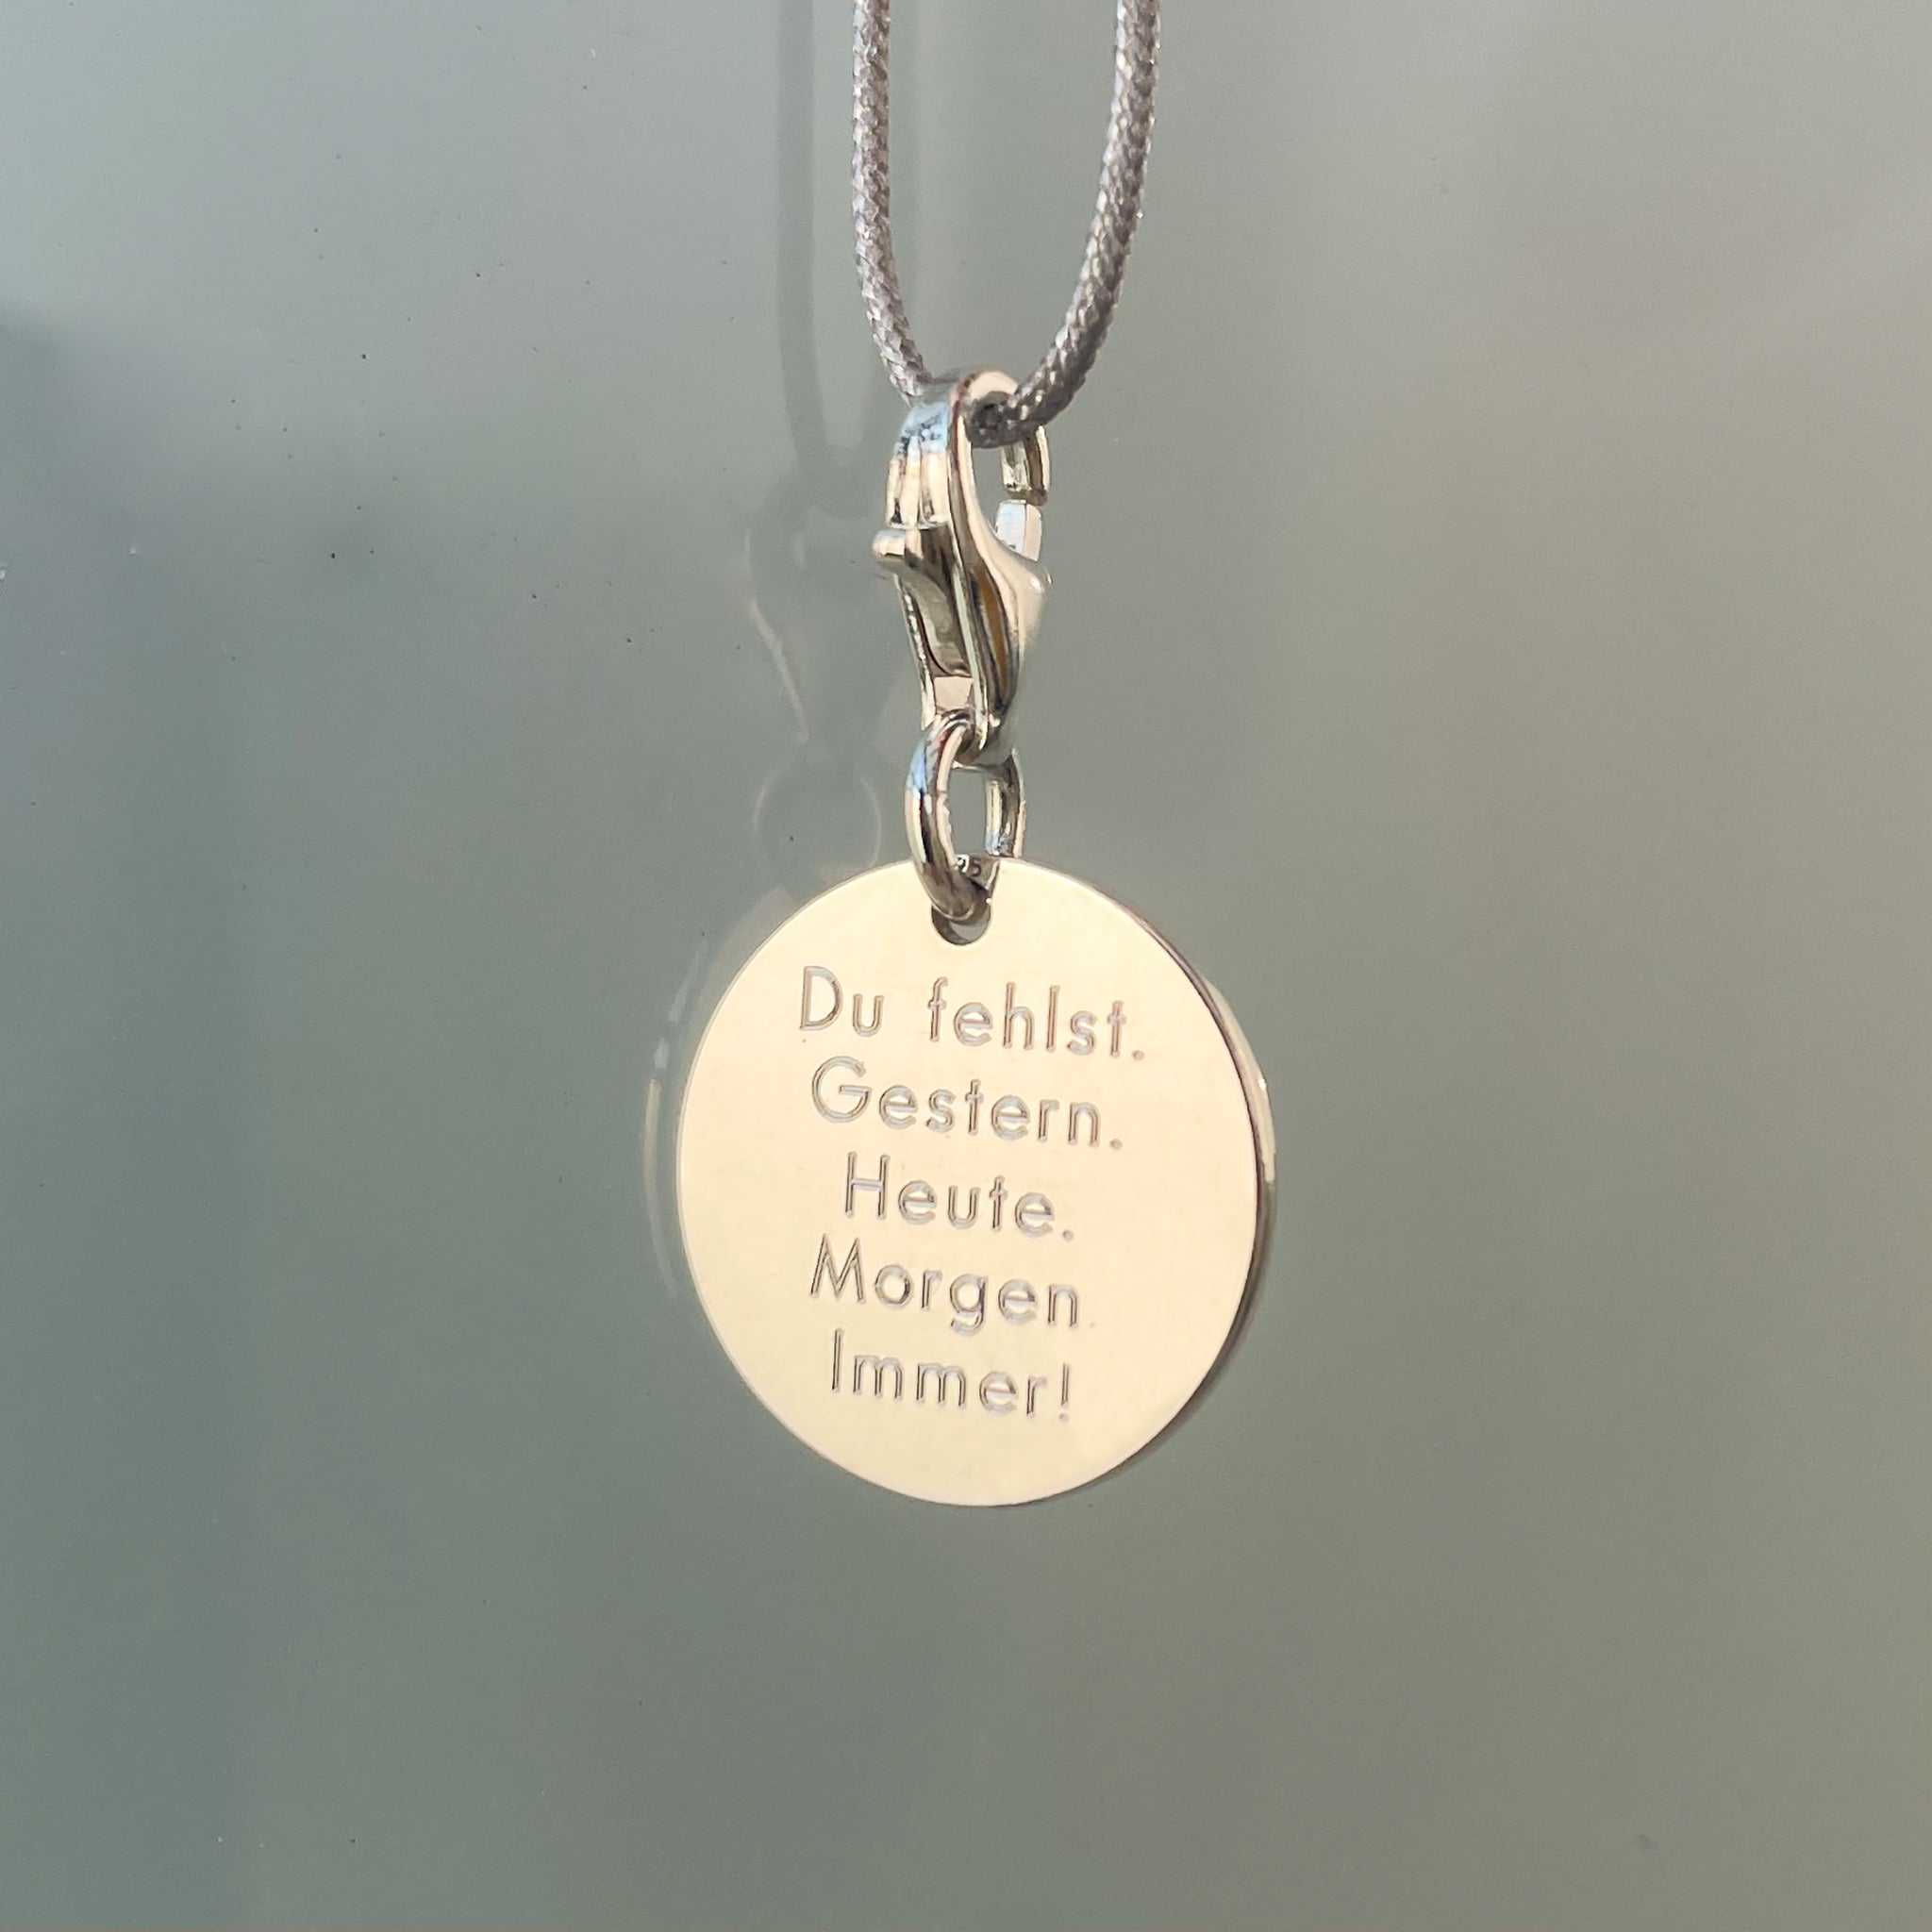 Du fehlst.
Gestern.
Heute.
Morgen.
Immer!